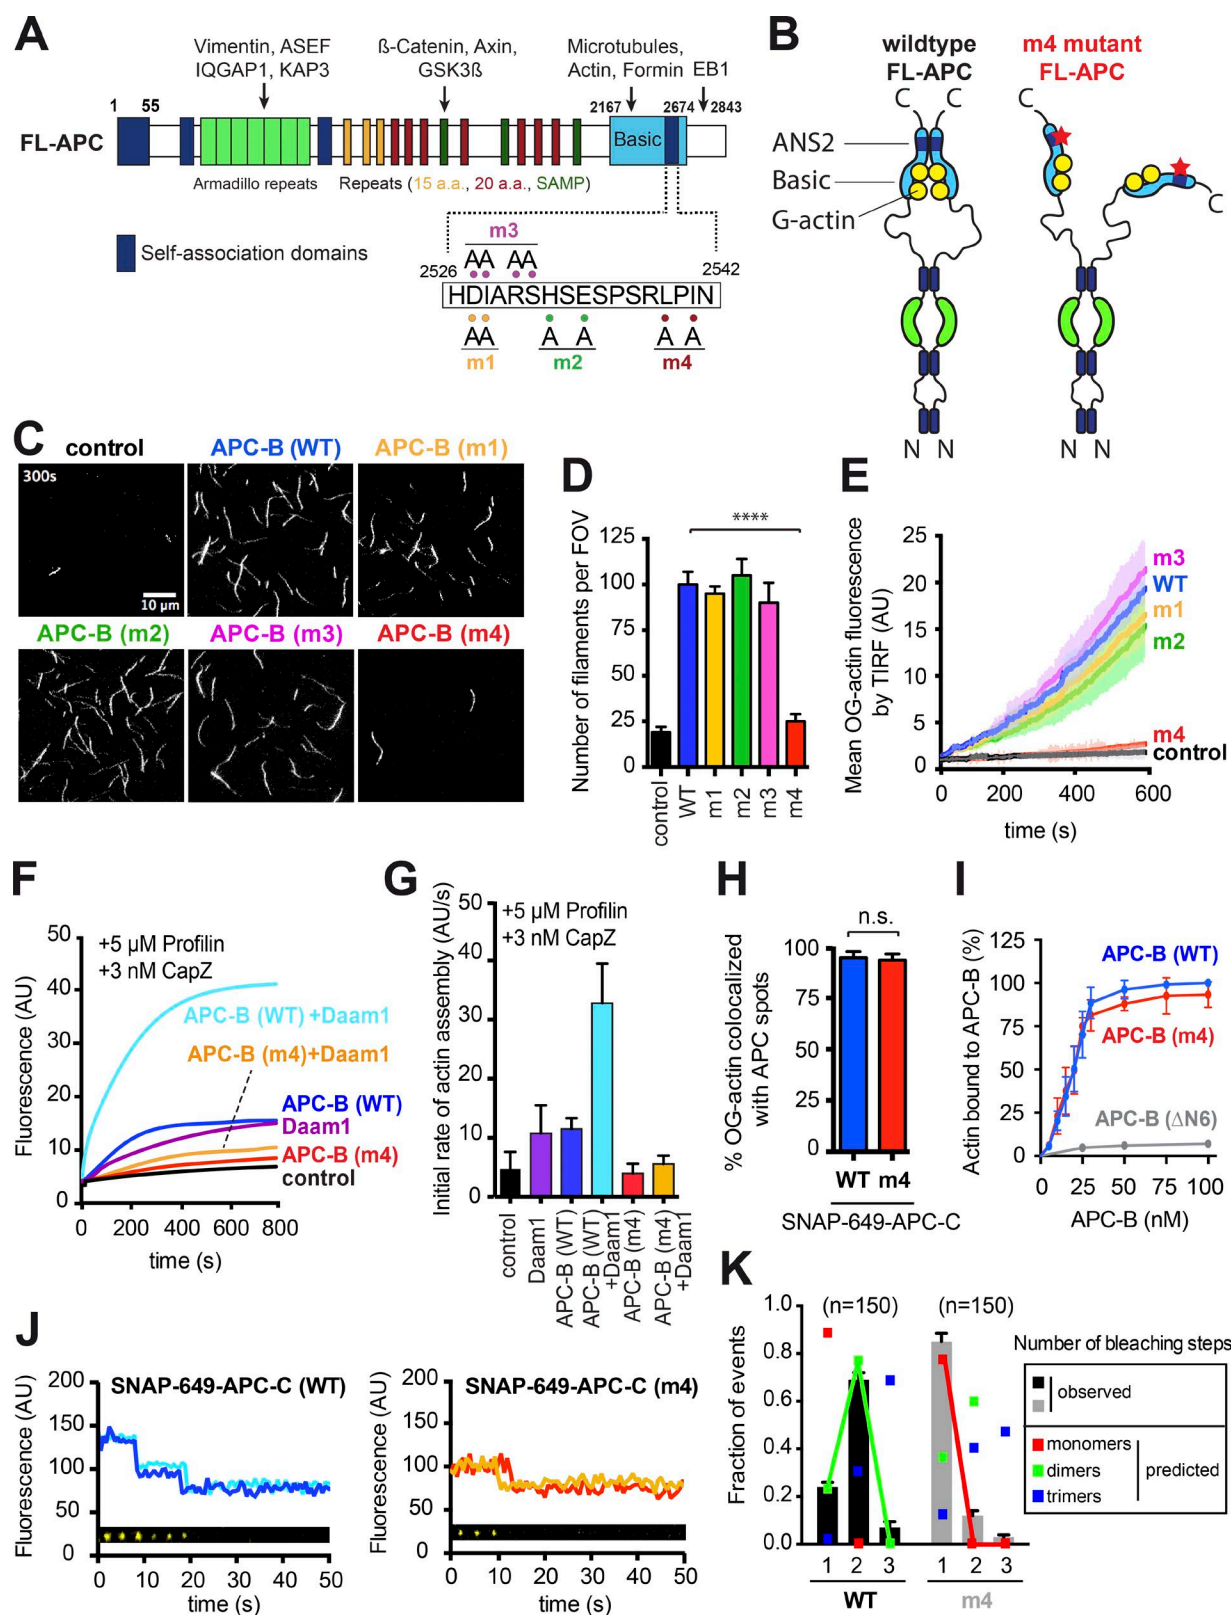 A
Vimentin, ASEF
IQGAP1, KAP3
ß-Catenin, Axin,
GSK3ß
Microtubules,
Actin, Formin
EB1
1
55
2167
2674
2843
FL-APC
Basic
Armadillo repeats
Repeats (15 a.a., 20 a.a., SAMP)
Self-association domains
m3
AA AA
2526
2542
HDIARSHSESPSRLPIN
AA
A A
A A
m1
m2
m4
B
wildtype
FL-APC
m4 mutant
FL-APC
C
C
C
ANS2
Basic
G-actin
N N
N N
C
control
APC-B (WT)
APC-B (m1)
300s
10 µm
APC-B (m2)
APC-B (m3)
APC-B (m4)
D
Number of filaments per FOV
125
100
75
50
25
0
****
control
WT
m1
m2
m3
m4
E
Mean OG-actin fluorescence
by TIRF (AU)
25
20
15
10
5
0
m3
WT
m1
m2
m4
control
0
200
400
600
time (s)
F
Fluorescence (AU)
50
40
30
20
10
0
+5 µM Profilin
+3 nM CapZ
APC-B (WT) +Daam1
APC-B (m4)+Daam1
APC-B (WT)
Daam1
APC-B (m4)
control
0
200
400
600
800
time (s)
G
Initial rate of actin assembly (AU/s)
50
40
30
20
10
0
+5 µM Profilin
+3 nM CapZ
control
Daam1
APC-B (WT)
APC-B (WT)
+Daam1
APC-B (m4)
APC-B (m4)
+Daam1
H
% OG-actin colocalized
with APC spots
100
75
50
25
0
n.s.
WT m4
SNAP-649-APC-C
I
Actin bound to APC-B (%)
125
100
75
50
25
0
APC-B (WT)
APC-B (m4)
APC-B (ΔN6)
0
25
50
75
100
APC-B (nM)
J
Fluorescence (AU)
200
150
100
50
0
SNAP-649-APC-C (WT)
0
10
20
30
40
50
time (s)
Fluorescence (AU)
200
150
100
50
0
SNAP-649-APC-C (m4)
0
10
20
30
40
50
time (s)
K
Fraction of events
1.0
0.8
0.6
0.4
0.2
0.0
(n=150)
(n=150)
1
2
3
1
2
3
WT
m4
Number of bleaching steps
observed
monomers
dimers
trimers
predicted